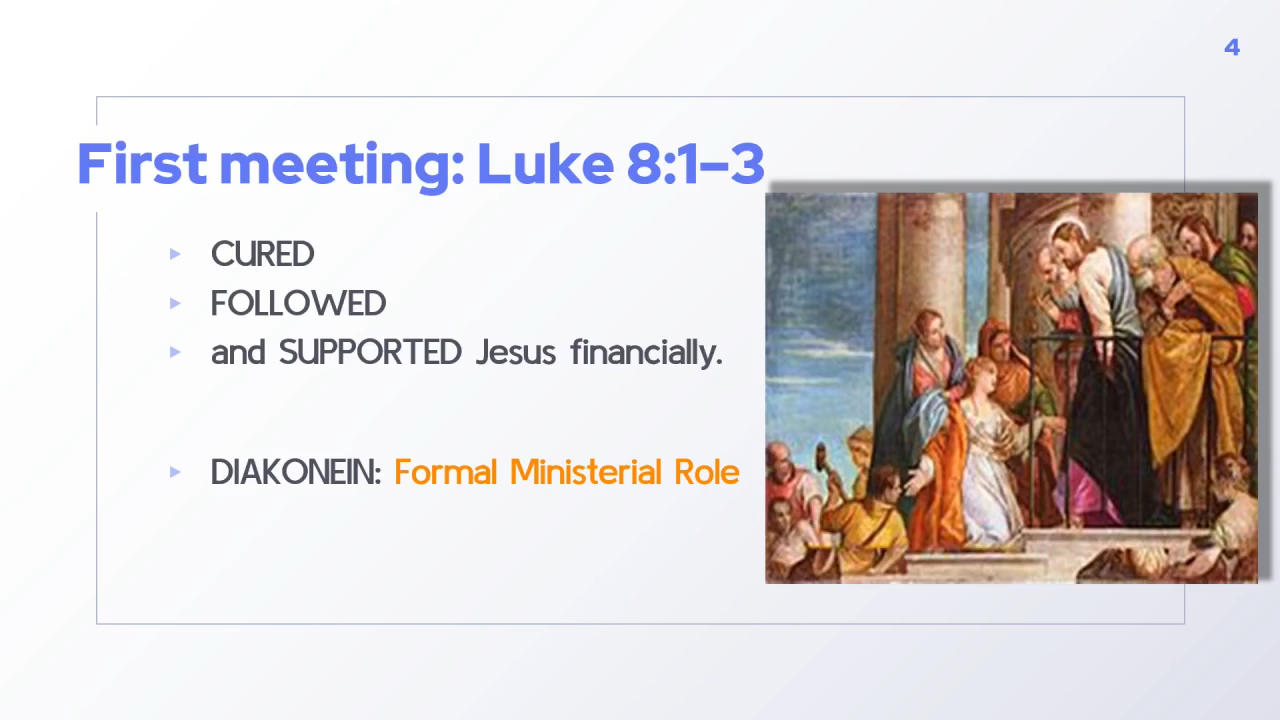 4
First meeting: Luke 8:1–3
CURED
FOLLOWED
and SUPPORTED Jesus financially.
DIAKONEIN: Formal Ministerial Role